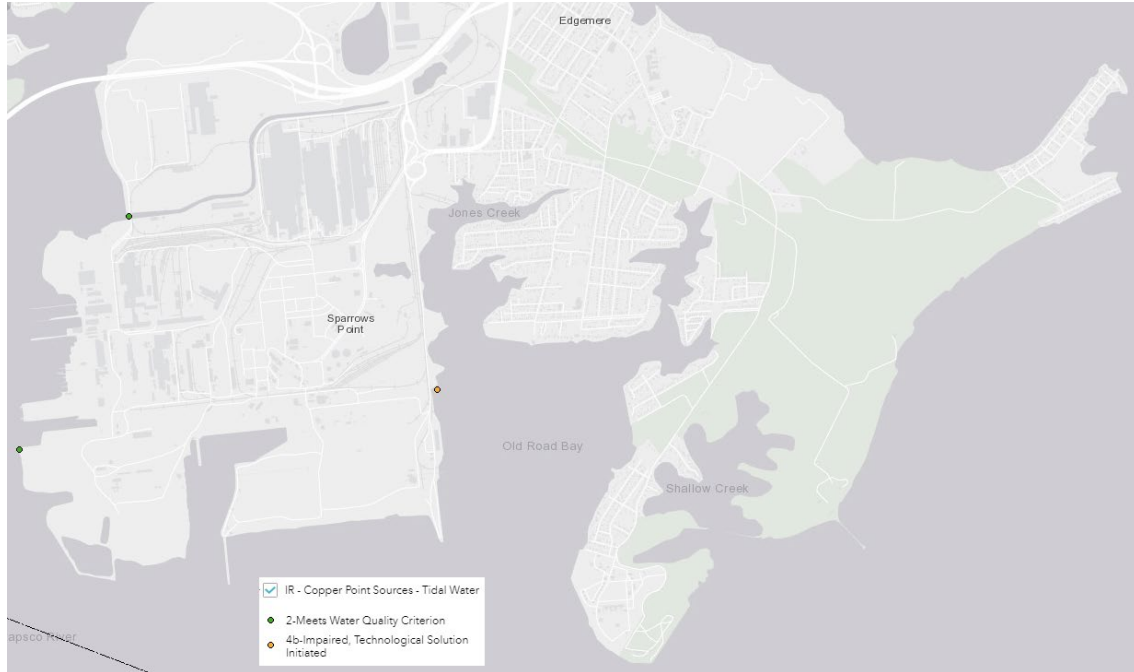 Edgemere
Jones Creek
Sparrows
Point
Old Road Bay
Shallow Creek
IR - Copper Point Sources - Tidal Water
2-Meets Water Quality Criterion
4b-Impaired, Technological Solution
Initiated
apsco River